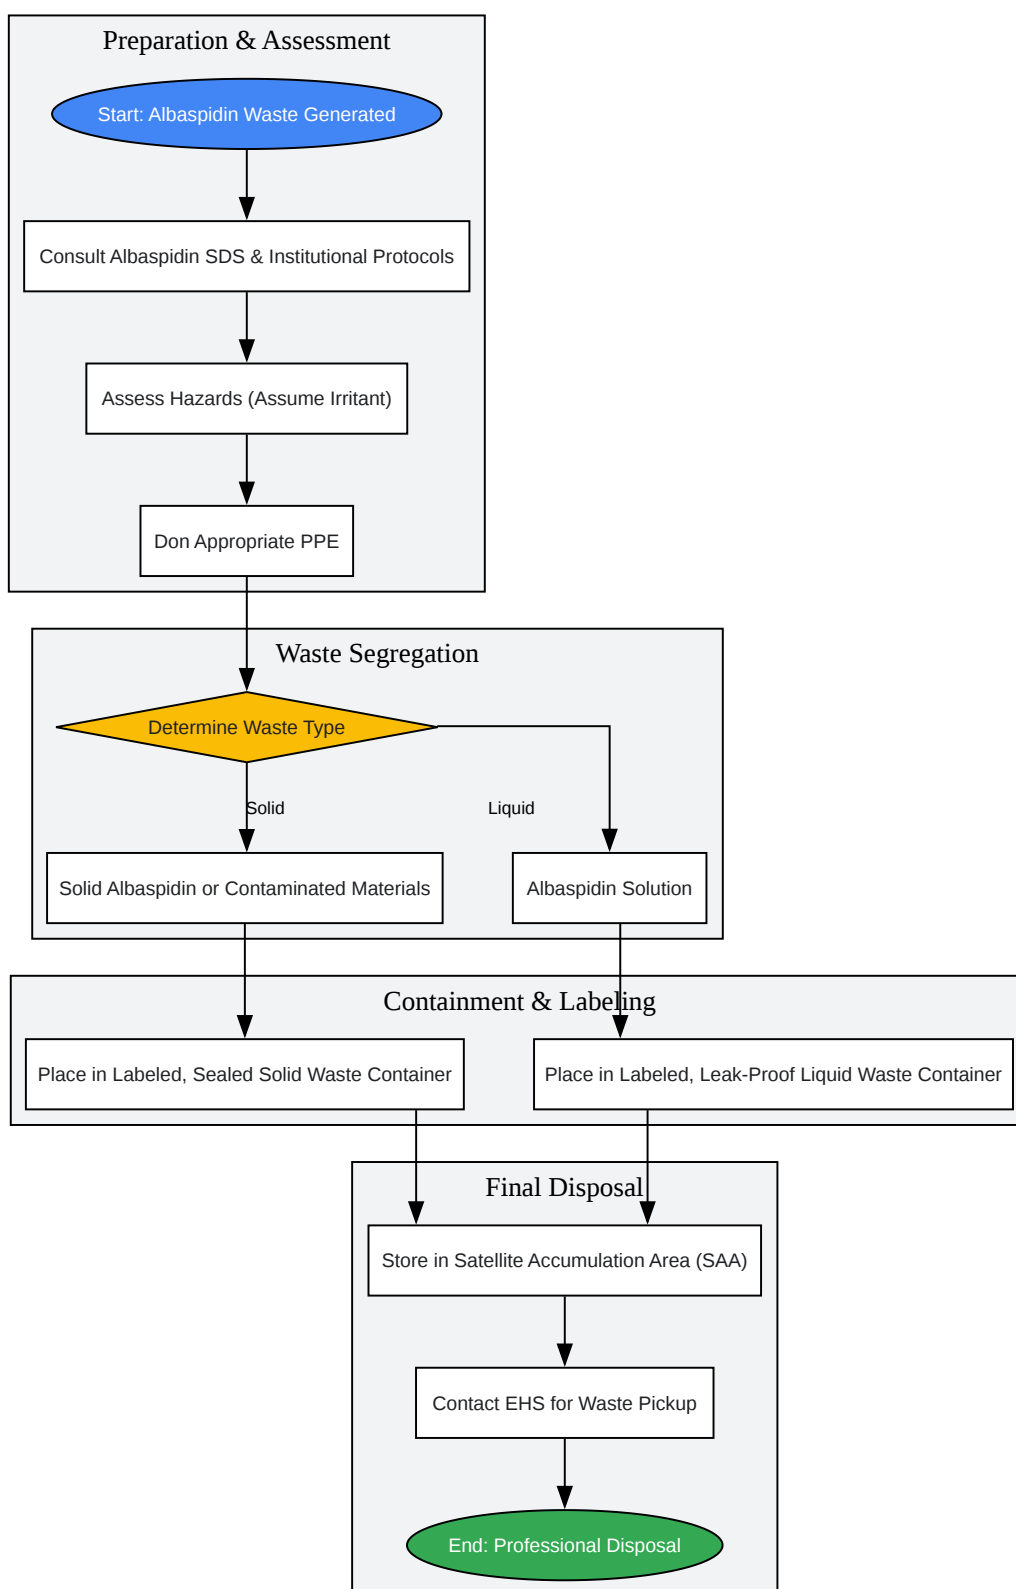 Preparation & Assessment
Start: Albaspidin Waste Generated
Consult Albaspidin SDS & Institutional Protocols
Assess Hazards (Assume Irritant)
Don Appropriate PPE
Waste Segregation
Determine Waste Type
Solid
Liquid
Solid Albaspidin or Contaminated Materials
Albaspidin Solution
Containment & Labeling
Place in Labeled, Sealed Solid Waste Container
Place in Labeled, Leak-Proof Liquid Waste Container
Final Disposal
Store in Satellite Accumulation Area (SAA)
Contact EHS for Waste Pickup
End: Professional Disposal